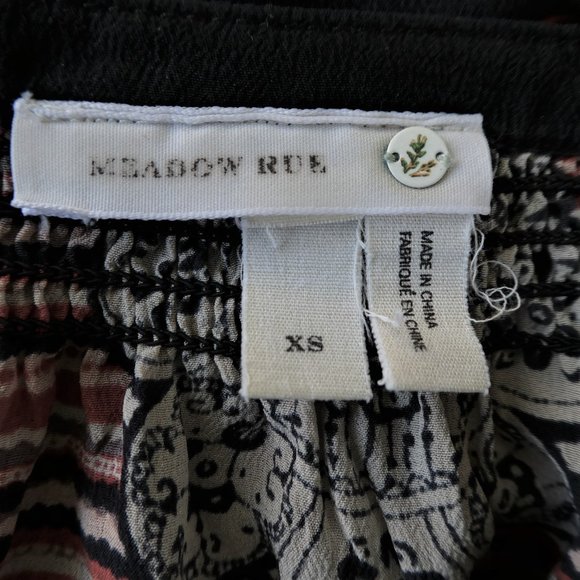 MEADOW RUE
XS
MADE IN CHINA
FABRIQUÉ EN CHINE